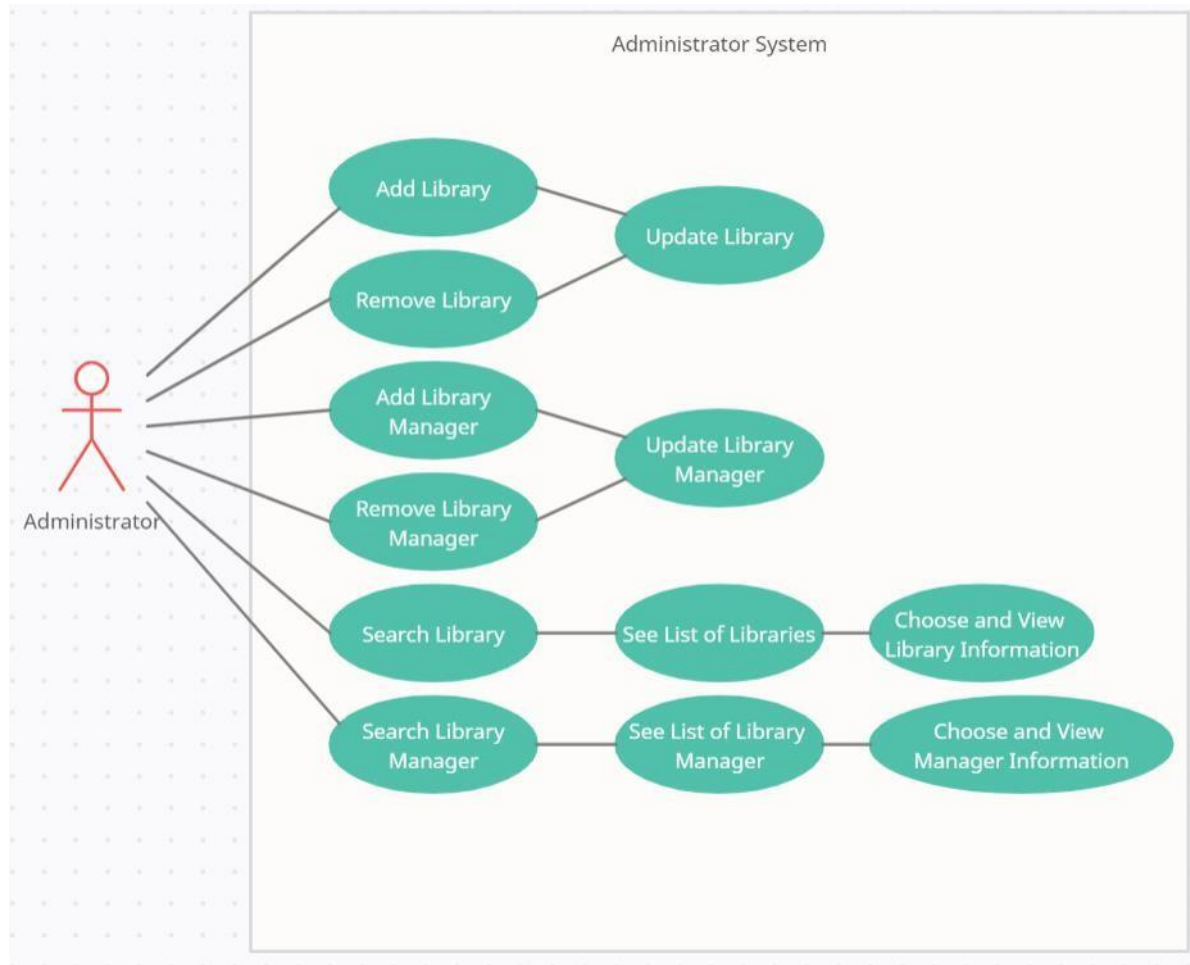 Administrator System
Add Library
Update Library
Remove Library
Add Library
Manager
Update Library
Manager
Remove Library
Manager
Administrator
Search Library
See List of Libraries
Choose and View
Library Information
Search Library
Manager
See List of Library
Manager
Choose and View
Manager Information